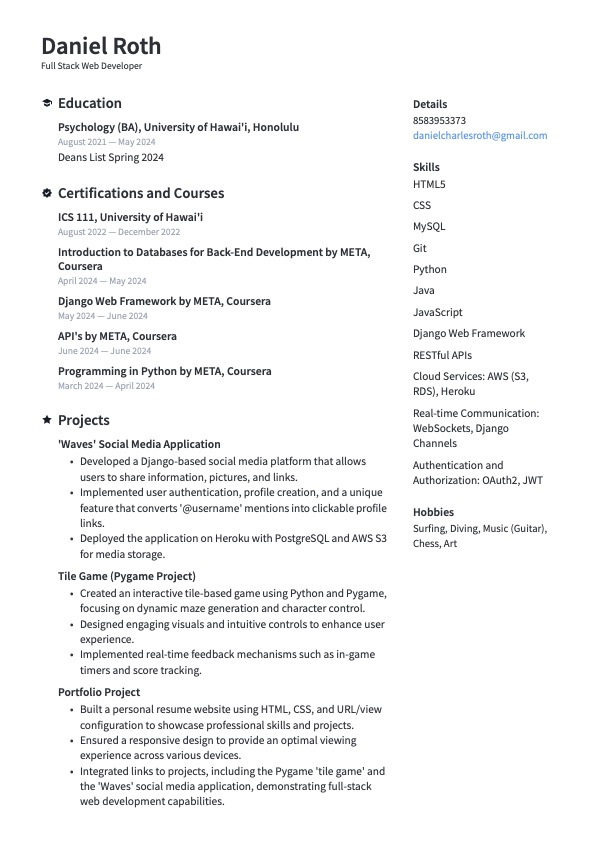 Daniel Roth
Full Stack Web Developer
Education
Psychology (BA), University of Hawai'i, Honolulu
August 2021 — May 2024
Deans List Spring 2024
Certifications and Courses
ICS 111, University of Hawai'i
August 2022 — December 2022
Introduction to Databases for Back-End Development by META,
Coursera
April 2024 — May 2024
Django Web Framework by META, Coursera
May 2024 — June 2024
API's by META, Coursera
June 2024 — June 2024
Programming in Python by META, Coursera
March 2024 — April 2024
Projects
'Waves' Social Media Application
• Developed a Django-based social media platform that allows
users to share information, pictures, and links.
• Implemented user authentication, profile creation, and a unique
feature that converts '@username' mentions into clickable profile
links.
• Deployed the application on Heroku with PostgreSQL and AWS S3
for media storage.
Tile Game (Pygame Project)
• Created an interactive tile-based game using Python and Pygame,
focusing on dynamic maze generation and character control.
• Designed engaging visuals and intuitive controls to enhance user
experience.
• Implemented real-time feedback mechanisms such as in-game
timers and score tracking.
Portfolio Project
• Built a personal resume website using HTML, CSS, and URL/view
configuration to showcase professional skills and projects.
• Ensured a responsive design to provide an optimal viewing
experience across various devices.
• Integrated links to projects, including the Pygame 'tile game' and
the 'Waves' social media application, demonstrating full-stack
web development capabilities.
Details
8583953373
danielcharlesroth@gmail.com
Skills
HTML5
CSS
MySQL
Git
Python
Java
JavaScript
Django Web Framework
RESTful APIs
Cloud Services: AWS (S3,
RDS), Heroku
Real-time Communication:
WebSockets, Django
Channels
Authentication and
Authorization: OAuth2, JWT
Hobbies
Surfing, Diving, Music (Guitar),
Chess, Art